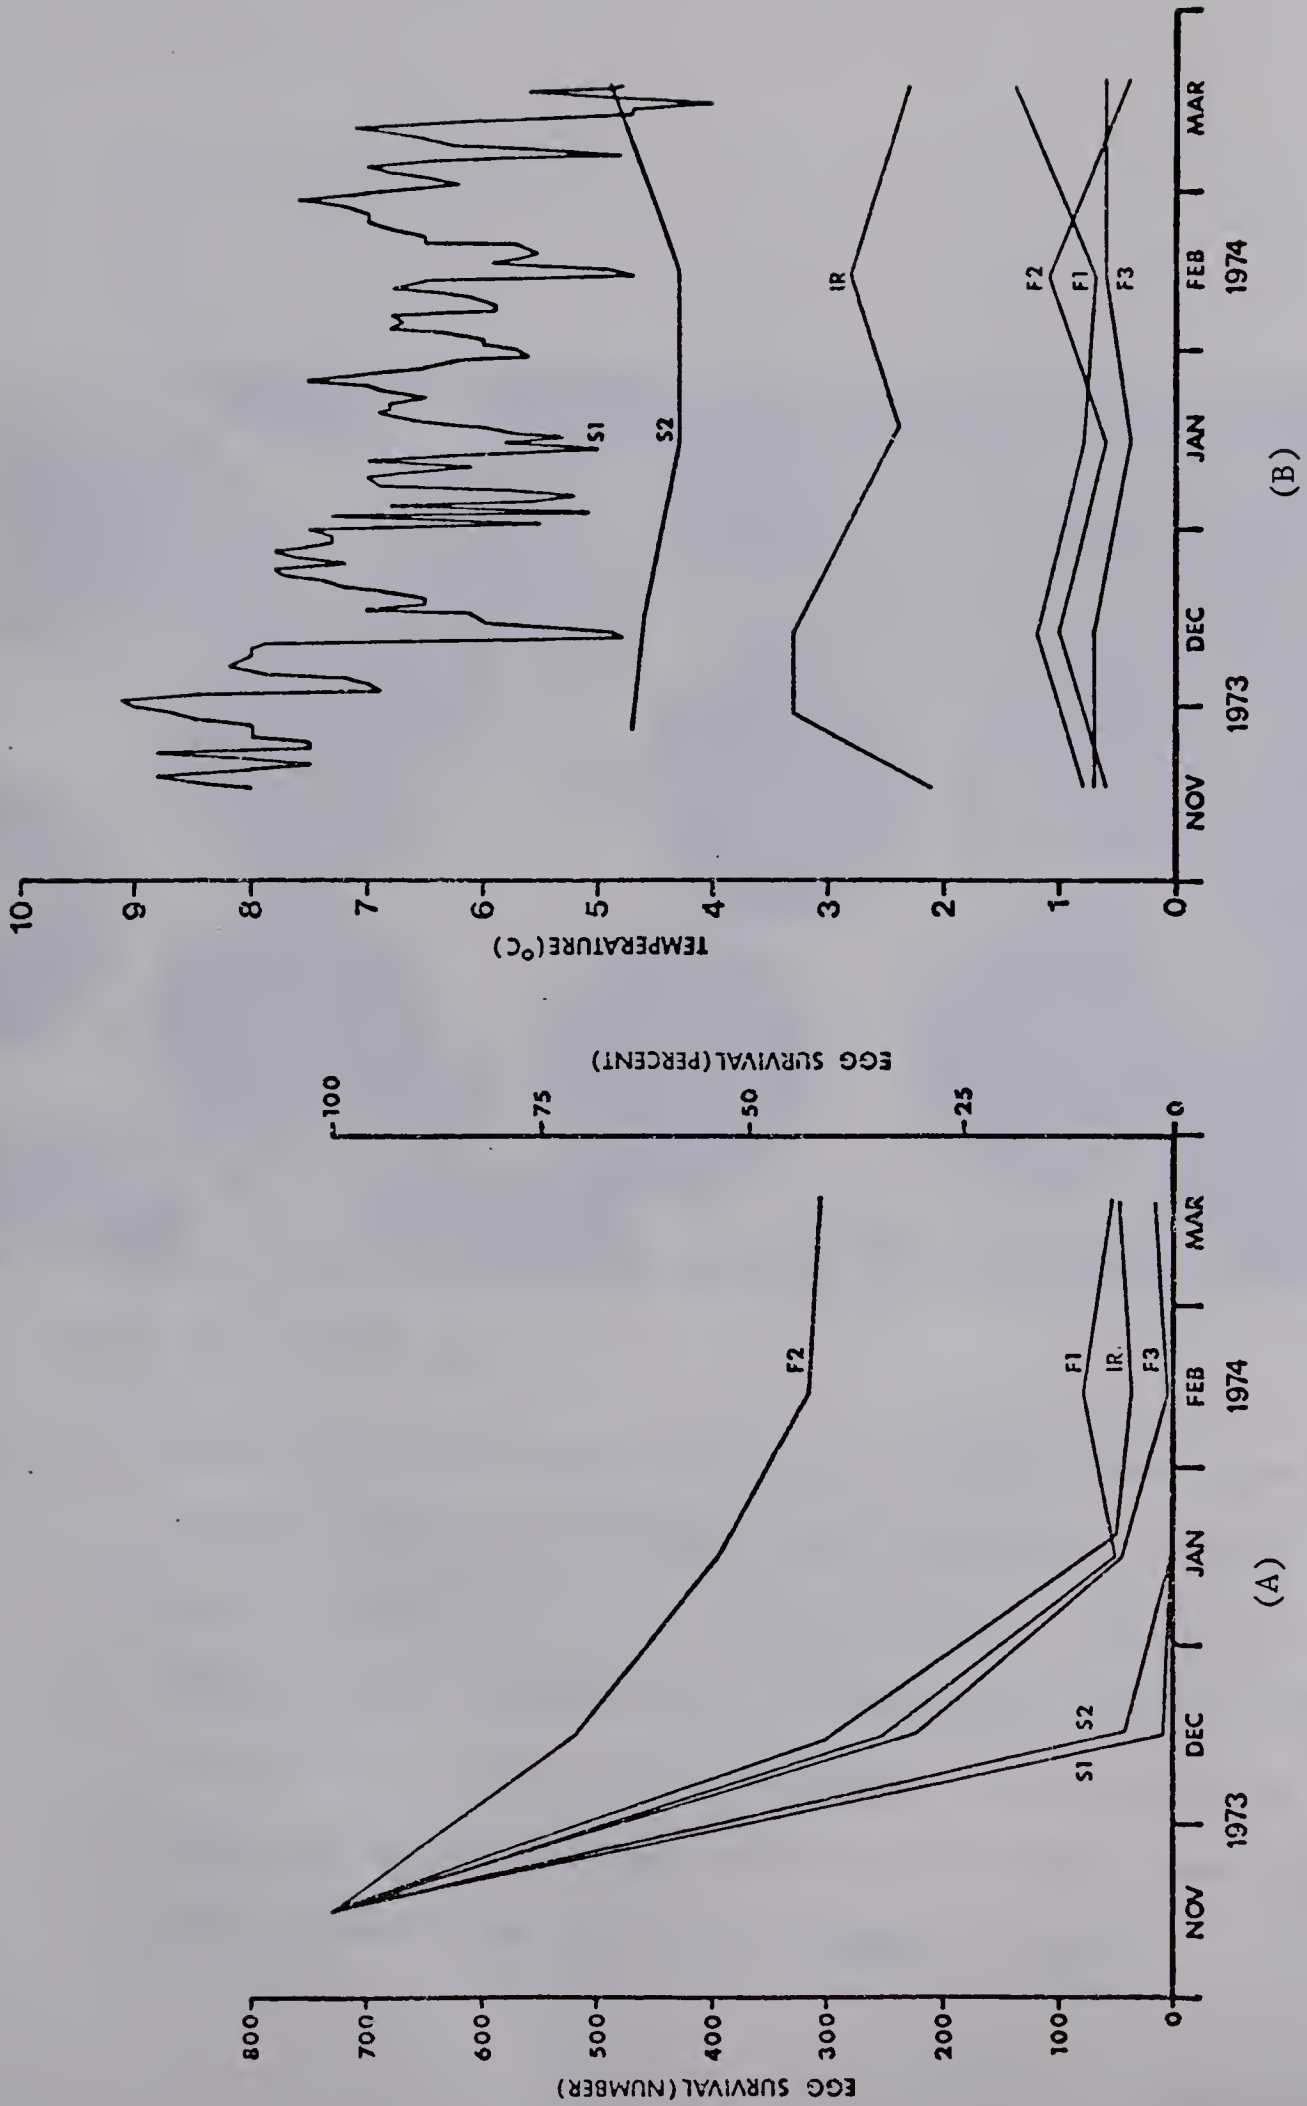 800
700
600
500
400
300
200
100
0
EGG SURVIVAL (NUMBER)
100
75
50
25
0
EGG SURVIVAL (PERCENT)
F2
F1
IR.
F3
S1
S2
NOV
DEC
JAN
FEB
MAR
1973
1974
(A)
10
9
8
7
6
5
4
3
2
1
0
TEMPERATURE (°C)
S1
S2
IR
F2
F1
F3
NOV
DEC
JAN
FEB
MAR
1973
1974
(B)